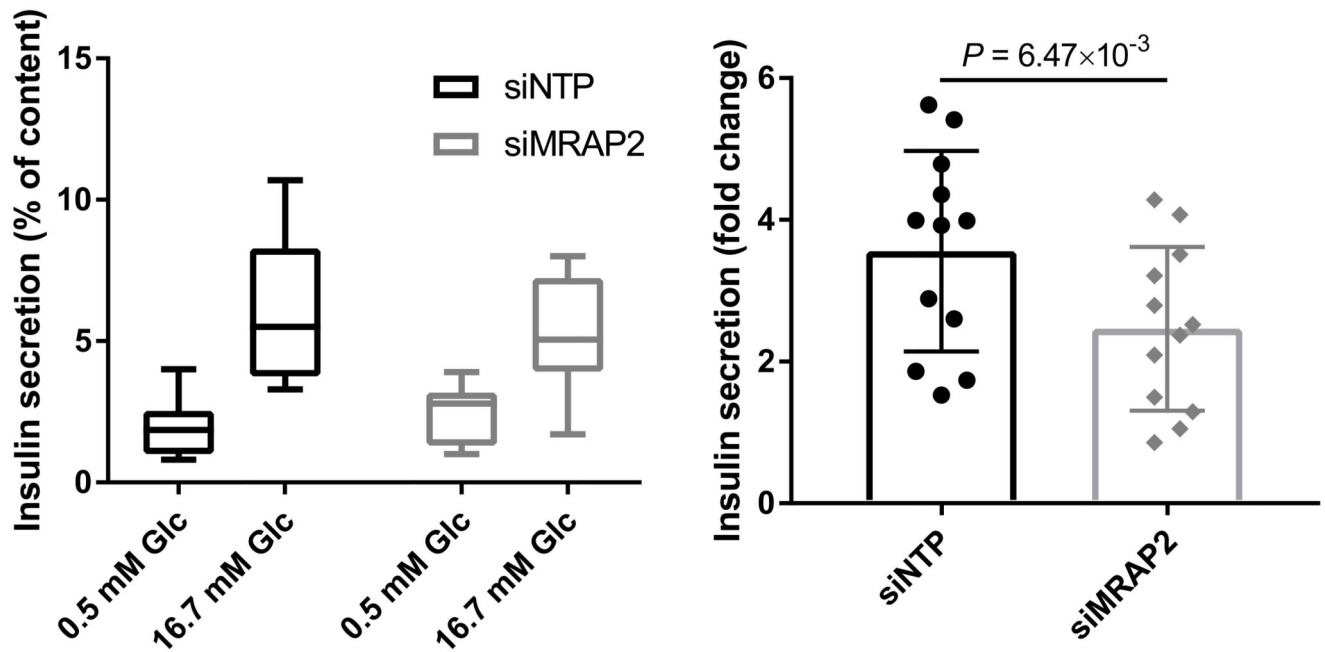 Insulin secretion (% of content)
15
10
5
0
siNTP
siMRAP2
0.5 mM Glc
16.7 mM Glc
0.5 mM Glc
16.7 mM Glc
Insulin secretion (fold change)
P = 6.47×10⁻³
6
4
2
0
siNTP
siMRAP2